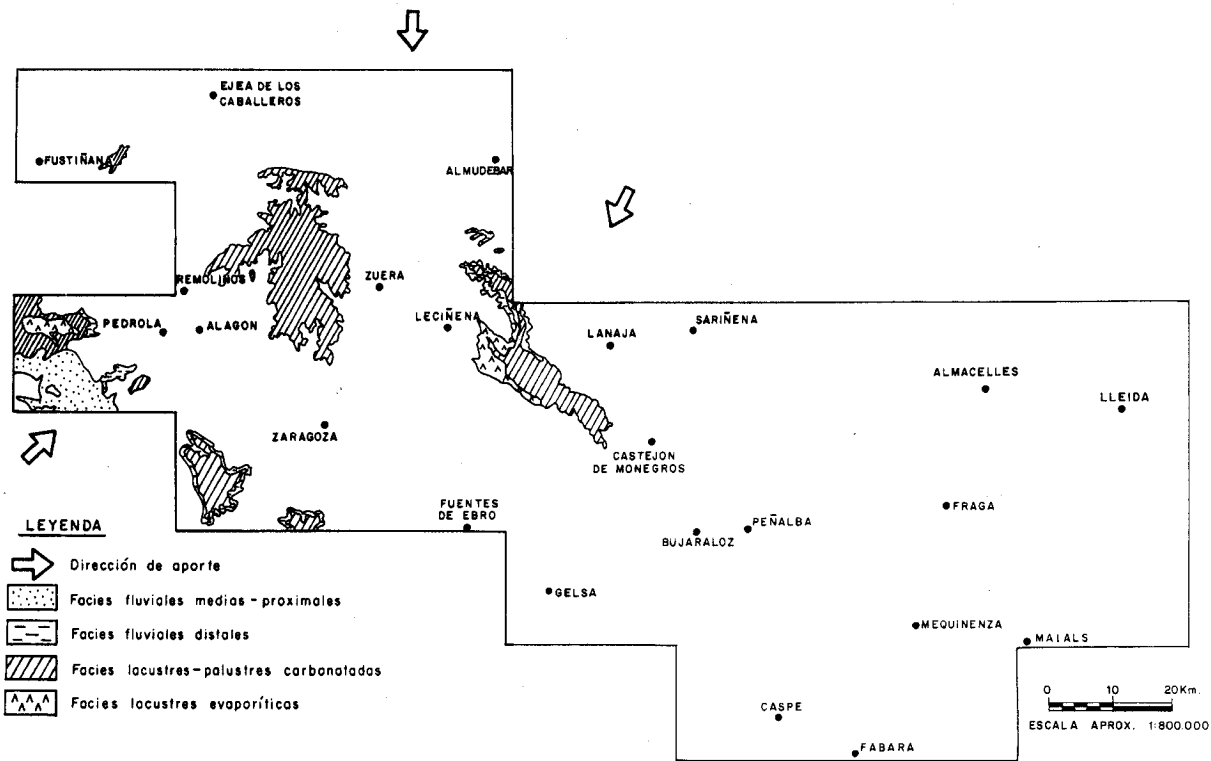 EJEA DE LOS
CABALLEROS
FUSTIÑANA
ALMUDEBAR
REMOLINOS
ZUERA
PEDROLA
ALAGON
LECIÑENA
LANAJA
SARIÑENA
ALMACELLES
LLEIDA
ZARAGOZA
CASTEJON
DE MONEGROS
FUENTES
DE EBRO
BUJARALOZ
PEÑALBA
FRAGA
GELSA
MEQUINENZA
MAIALS
CASPE
FABARA
LEYENDA
Dirección de aporte
Facies fluviales medias-proximales
Facies fluviales distales
Facies lacustres-palustres carbonatadas
Facies lacustres evaporíticas
0 10 20Km.
ESCALA APROX. 1:800.000